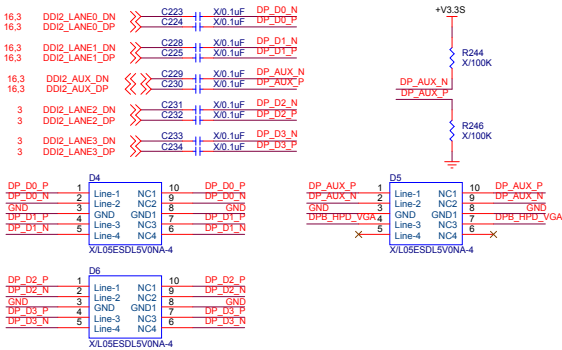 16,3 DDI2_LANE0_DN C223 X/0.1uF DP_D0_N
16,3 DDI2_LANE0_DP C224 X/0.1uF DP_D0_P
16,3 DDI2_LANE1_DN C228 X/0.1uF DP_D1_N
16,3 DDI2_LANE1_DP C225 X/0.1uF DP_D1_P
16,3 DDI2_AUX_DN C229 X/0.1uF DP_AUX_N
16,3 DDI2_AUX_DP C230 X/0.1uF DP_AUX_P
3 DDI2_LANE2_DN C231 X/0.1uF DP_D2_N
3 DDI2_LANE2_DP C232 X/0.1uF DP_D2_P
3 DDI2_LANE3_DN C233 X/0.1uF DP_D3_N
3 DDI2_LANE3_DP C234 X/0.1uF DP_D3_P
+V3.3S
R244
X/100K
DP_AUX_N
DP_AUX_P
R246
X/100K
D4
DP_D0_P 1 Line-1 NC1 10 DP_D0_P
DP_D0_N 2 Line-2 NC2 9 DP_D0_N
GND 3 GND GND1 8 GND
DP_D1_P 4 Line-3 NC3 7 DP_D1_P
DP_D1_N 5 Line-4 NC4 6 DP_D1_N
X/L05ESDL5V0NA-4
D5
DP_AUX_P 1 Line-1 NC1 10 DP_AUX_P
DP_AUX_N 2 Line-2 NC2 9 DP_AUX_N
GND 3 GND GND1 8 GND
DPB_HPD_VGA 4 Line-3 NC3 7 DPB_HPD_VGA
5 Line-4 NC4 6
X/L05ESDL5V0NA-4
D6
DP_D2_P 1 Line-1 NC1 10 DP_D2_P
DP_D2_N 2 Line-2 NC2 9 DP_D2_N
GND 3 GND GND1 8 GND
DP_D3_P 4 Line-3 NC3 7 DP_D3_P
DP_D3_N 5 Line-4 NC4 6 DP_D3_N
X/L05ESDL5V0NA-4